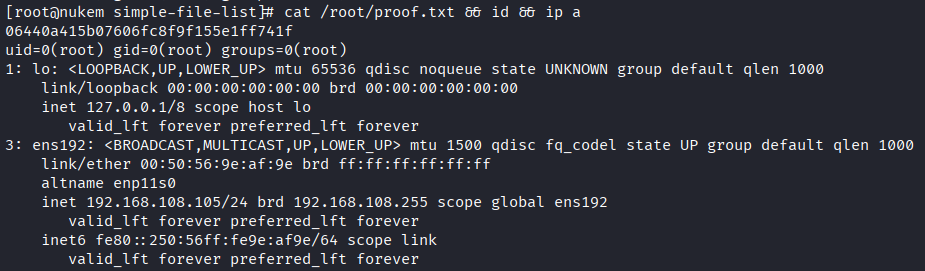 [root@nukem simple-file-list]# cat /root/proof.txt && id && ip a
06440a415b07606fc8f9f155e1ff741f
uid=0(root) gid=0(root) groups=0(root)
1: lo: <LOOPBACK,UP,LOWER_UP> mtu 65536 qdisc noqueue state UNKNOWN group default qlen 1000
    link/loopback 00:00:00:00:00:00 brd 00:00:00:00:00:00
    inet 127.0.0.1/8 scope host lo
       valid_lft forever preferred_lft forever
3: ens192: <BROADCAST,MULTICAST,UP,LOWER_UP> mtu 1500 qdisc fq_codel state UP group default qlen 1000
    link/ether 00:50:56:9e:af:9e brd ff:ff:ff:ff:ff:ff
    altname enp11s0
    inet 192.168.108.105/24 brd 192.168.108.255 scope global ens192
       valid_lft forever preferred_lft forever
    inet6 fe80::250:56ff:fe9e:af9e/64 scope link
       valid_lft forever preferred_lft forever